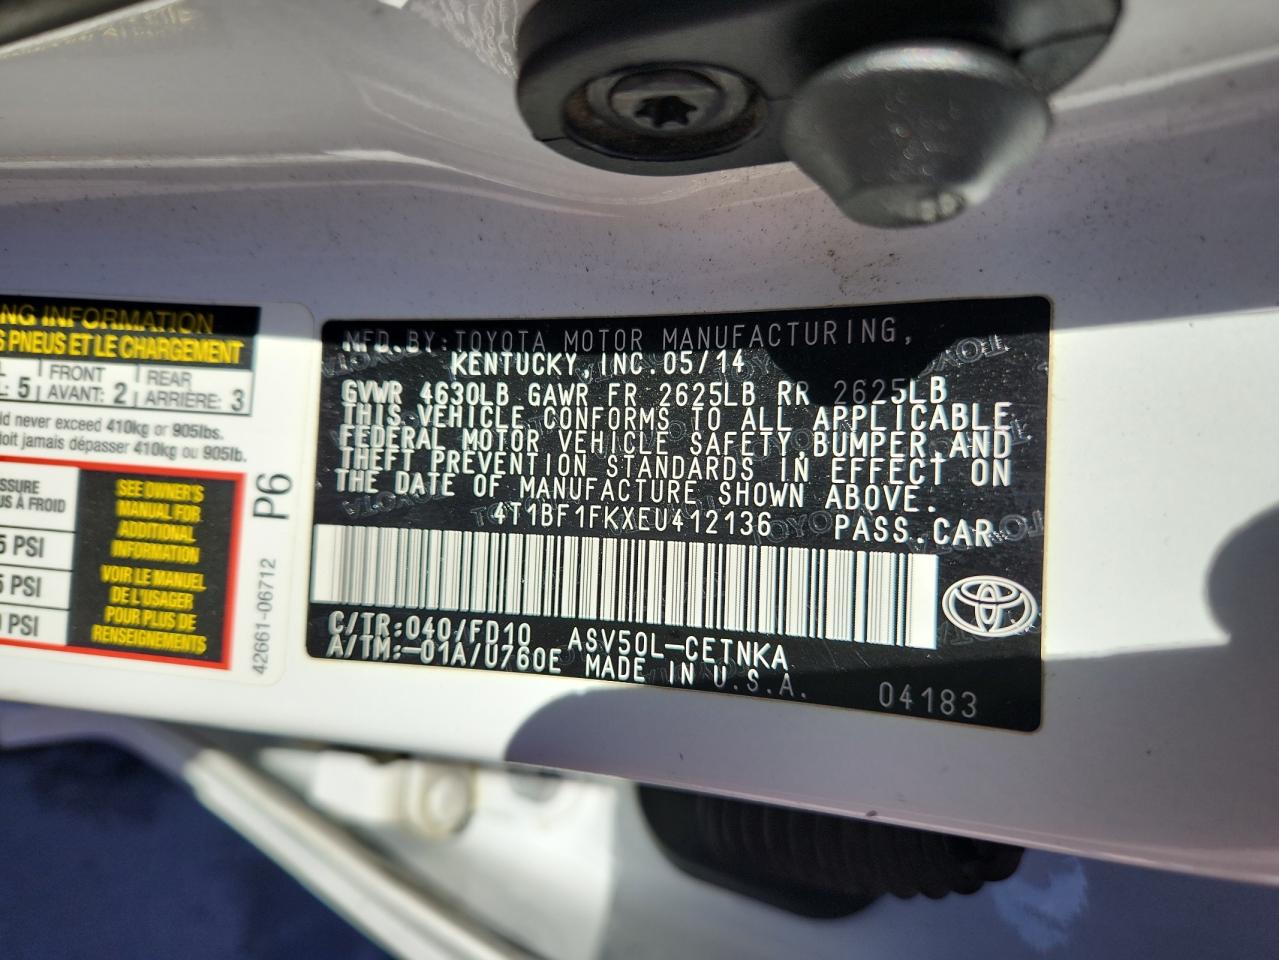 NG INFORMATION
S PNEUS ET LE CHARGEMENT
L FRONT REAR
: 5 AVANT: 2 ARRIÈRE: 3
ld never exceed 410kg or 905lbs.
doit jamais dépasser 410kg ou 905lb.
ESSURE
US À FROID
5 PSI
5 PSI
0 PSI
SEE OWNER'S
MANUAL FOR
ADDITIONAL
INFORMATION
VOIR LE MANUEL
DE L'USAGER
POUR PLUS DE
RENSEIGNEMENTS
P6
42661-06712
MFD.BY:TOYOTA MOTOR MANUFACTURING,
KENTUCKY,INC.05/14
GVWR 4630LB GAWR FR 2625LB RR 2625LB
THIS VEHICLE CONFORMS TO ALL APPLICABLE
FEDERAL MOTOR VEHICLE SAFETY,BUMPER,AND
THEFT PREVENTION STANDARDS IN EFFECT ON
THE DATE OF MANUFACTURE SHOWN ABOVE.
4T1BF1FKXEU412136 PASS.CAR
C/TR:040/FD10 ASV50L-CETNKA
A/TM:-01A/U760E MADE IN U.S.A.
04183